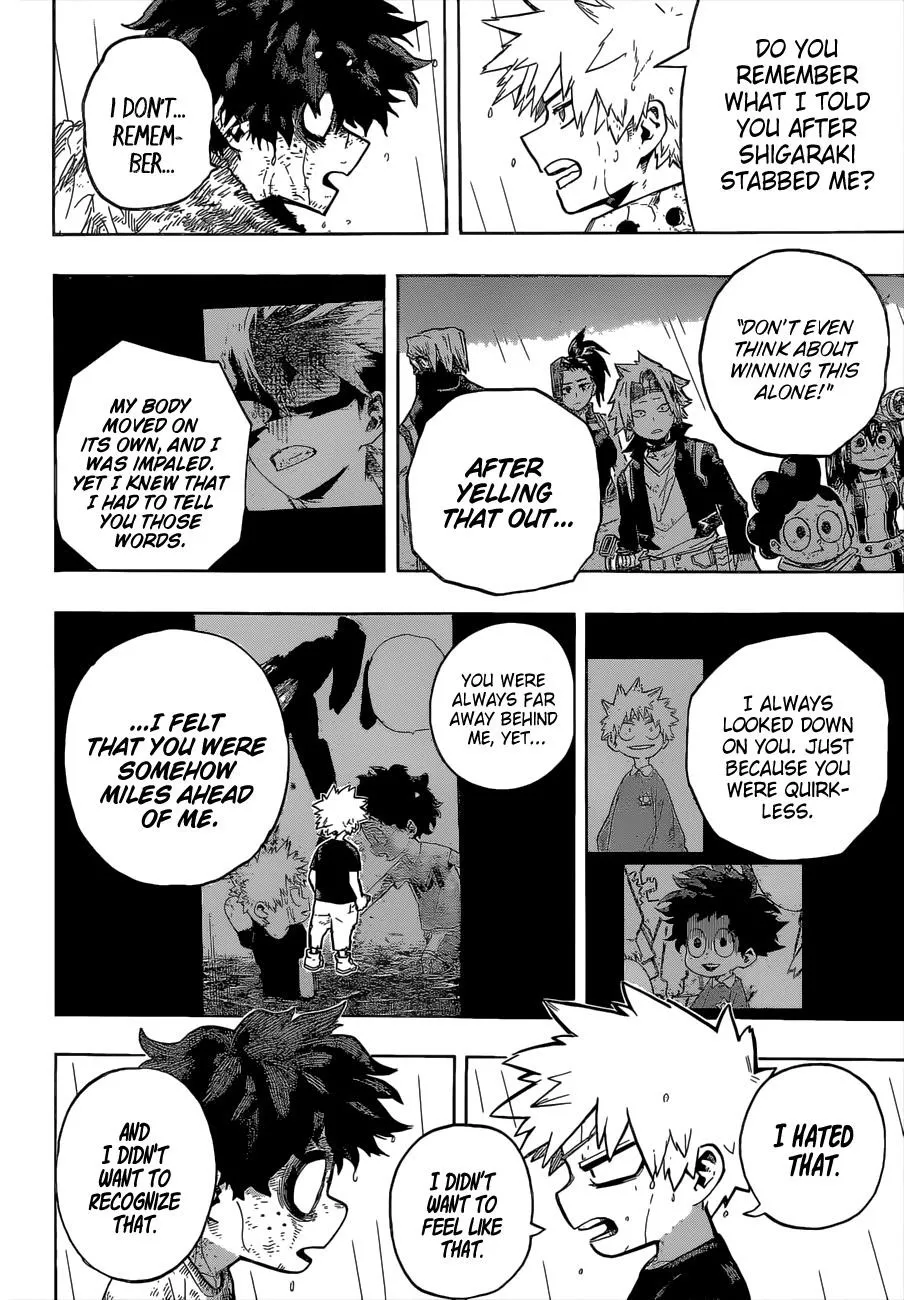 DO YOU
REMEMBER
WHAT I TOLD
YOU AFTER
SHIGARAKI
STABBED ME?
I DON'T...
REMEM-
BER...
"DON'T EVEN
THINK ABOUT
WINNING THIS
ALONE!"
AFTER
YELLING
THAT OUT...
MY BODY
MOVED ON
ITS OWN, AND I
WAS IMPALED.
YET I KNEW THAT
I HAD TO TELL
YOU THOSE
WORDS.
I ALWAYS
LOOKED DOWN
ON YOU. JUST
BECAUSE YOU
WERE QUIRK-
LESS.
YOU WERE
ALWAYS FAR
AWAY BEHIND
ME, YET...
...I FELT
THAT YOU WERE
SOMEHOW
MILES AHEAD
OF ME.
I HATED
THAT.
I DIDN'T
WANT TO
FEEL LIKE
THAT.
AND
I DIDN'T
WANT TO
RECOGNIZE
THAT.